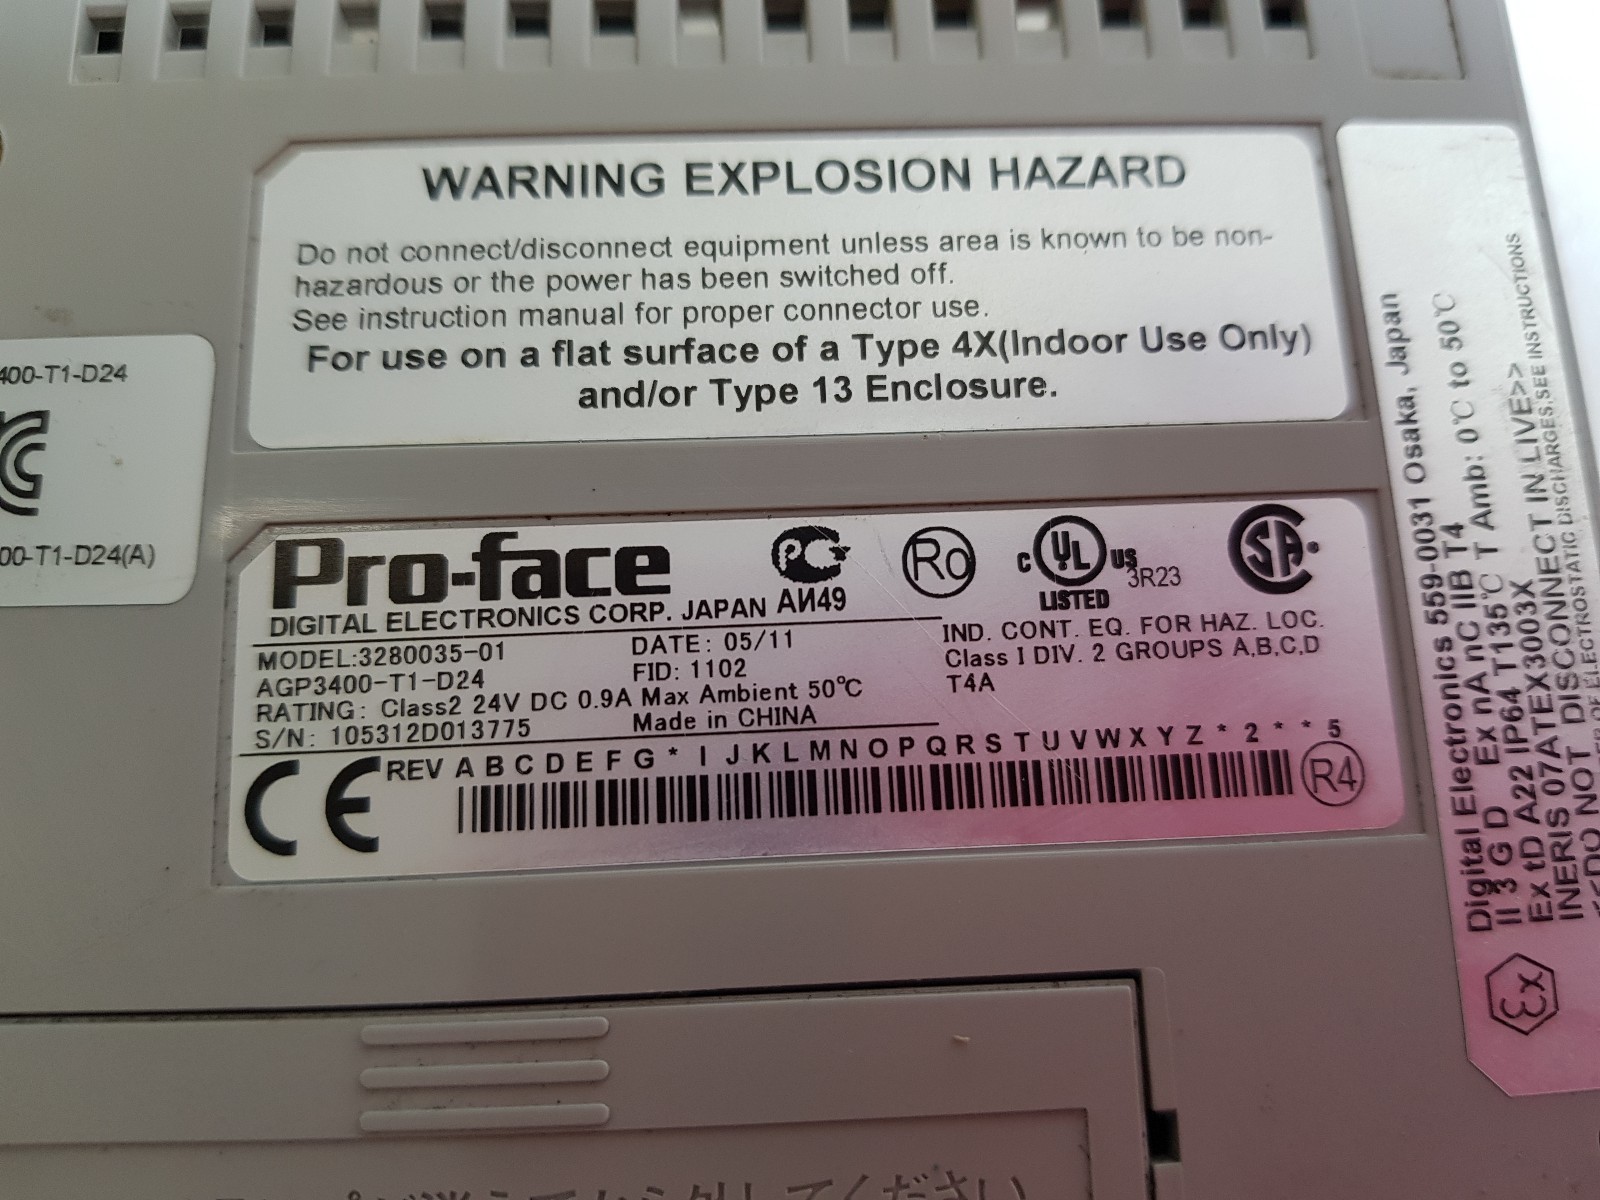 WARNING EXPLOSION HAZARD
Do not connect/disconnect equipment unless area is known to be non-
hazardous or the power has been switched off.
See instruction manual for proper connector use.
For use on a flat surface of a Type 4X(Indoor Use Only)
and/or Type 13 Enclosure.
400-T1-D24
00-T1-D24(A)
Pro-face
DIGITAL ELECTRONICS CORP. JAPAN
АИ49
Ro
C UL US
LISTED
3R23
SA
MODEL:3280035-01
DATE: 05/11
AGP3400-T1-D24
FID: 1102
RATING: Class2 24V DC 0.9A Max Ambient 50℃
S/N: 105312D013775
Made in CHINA
IND. CONT. EQ. FOR HAZ. LOC.
Class I DIV. 2 GROUPS A,B,C,D
T4A
CE
REV A B C D E F G * I J K L M N O P Q R S T U V W X Y Z * 2 * * 5
R4
Digital Electronics 559-0031 Osaka, Japan
II 3 G D Ex nA nC IIB T4
Ex tD A22 IP64 T135℃ T Amb: 0℃ to 50℃
INERIS 07ATEX3003X
DO NOT DISCONNECT IN LIVE>>
OF ELECTROSTATIC DISCHARGES,SEE INSTRUCTIONS
Ex